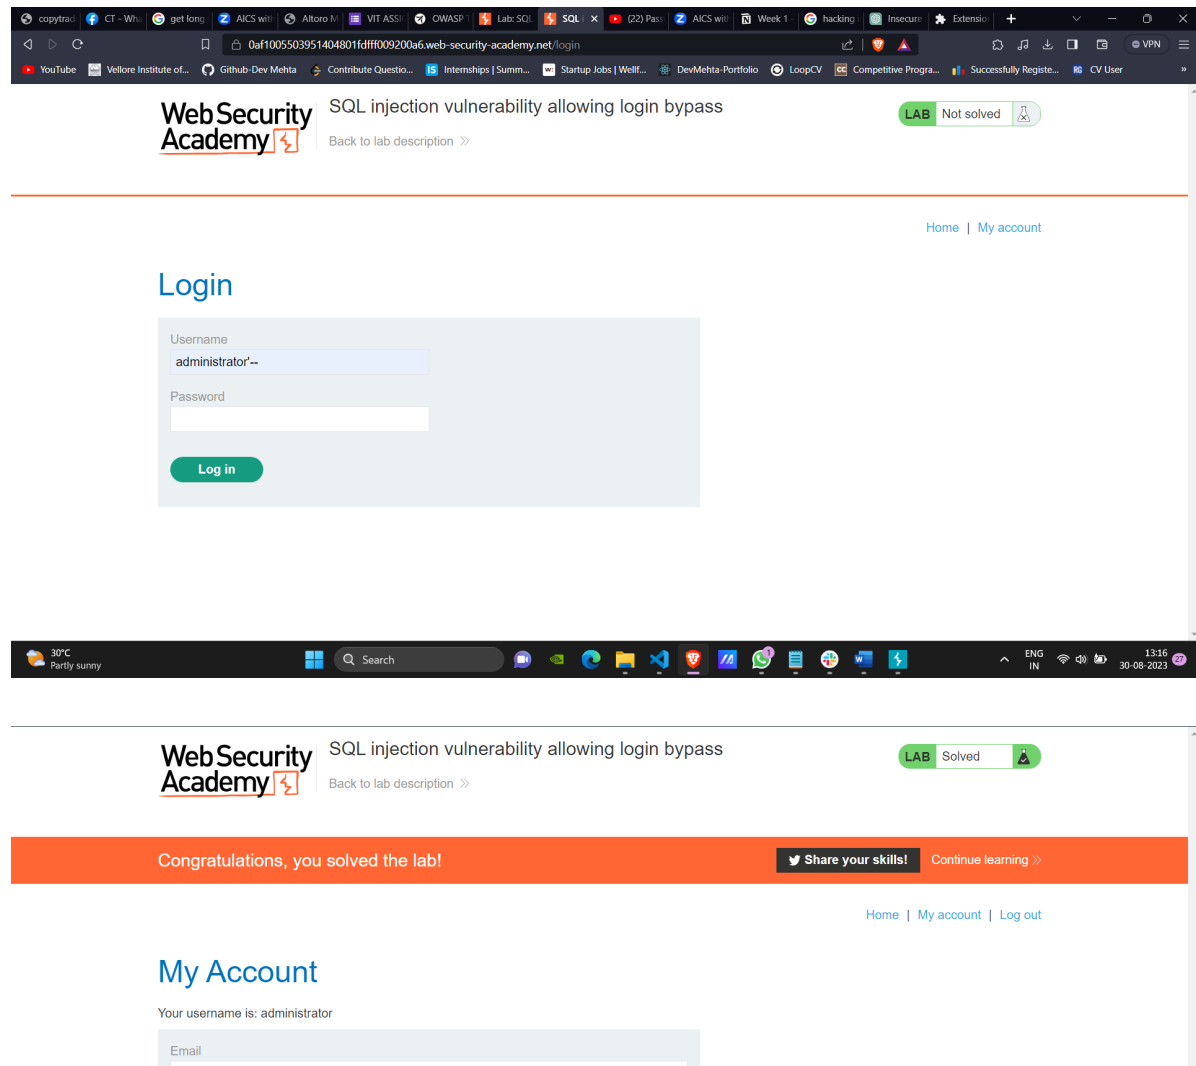 copytrad CT - Wha get long AICS with Altoro M VIT ASSI OWASP T Lab: SQL SQL i (22) Pass AICS with Week 1 - hacking Insecure Extension
0af1005503951404801fdfff009200a6.web-security-academy.net/login VPN
YouTube Vellore Institute of... Github-Dev Mehta Contribute Questio... Internships | Summ... Startup Jobs | Wellf... DevMehta-Portfolio LoopCV Competitive Progra... Successfully Registe... CV User »
Web Security
Academy
SQL injection vulnerability allowing login bypass
Back to lab description
LAB Not solved
Home | My account
Login
Username
administrator'--
Password
Log in
30°C
Partly sunny
Search
1
ENG
IN
13:16
30-08-2023
27
Web Security
Academy
SQL injection vulnerability allowing login bypass
Back to lab description
LAB Solved
Congratulations, you solved the lab!
Share your skills!
Continue learning
Home | My account | Log out
My Account
Your username is: administrator
Email